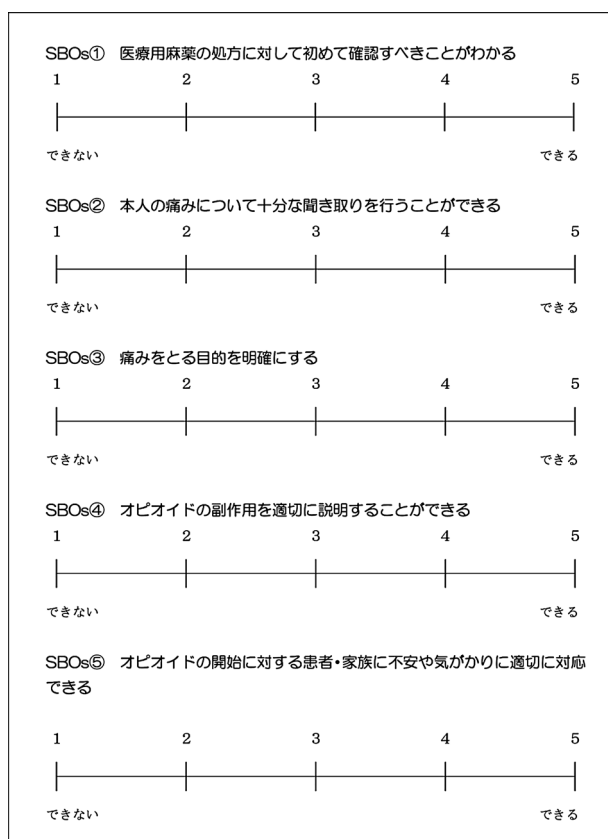 SBOs①　医療用麻薬の処方に対して初めて確認すべきことがわかる
1 2 3 4 5
できない できる
SBOs②　本人の痛みについて十分な聞き取りを行うことができる
1 2 3 4 5
できない できる
SBOs③　痛みをとる目的を明確にする
1 2 3 4 5
できない できる
SBOs④　オピオイドの副作用を適切に説明することができる
1 2 3 4 5
できない できる
SBOs⑤　オピオイドの開始に対する患者・家族に不安や気がかりに適切に対応
できる
1 2 3 4 5
できない できる